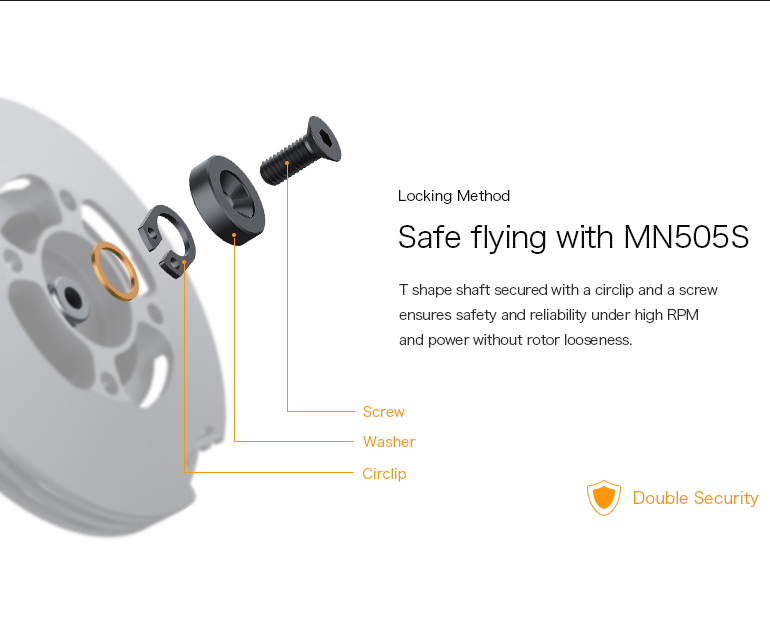 Locking Method
Safe flying with MN505S
T shape shaft secured with a circlip and a screw
ensures safety and reliability under high RPM
and power without rotor looseness.
Screw
Washer
Circlip
Double Security